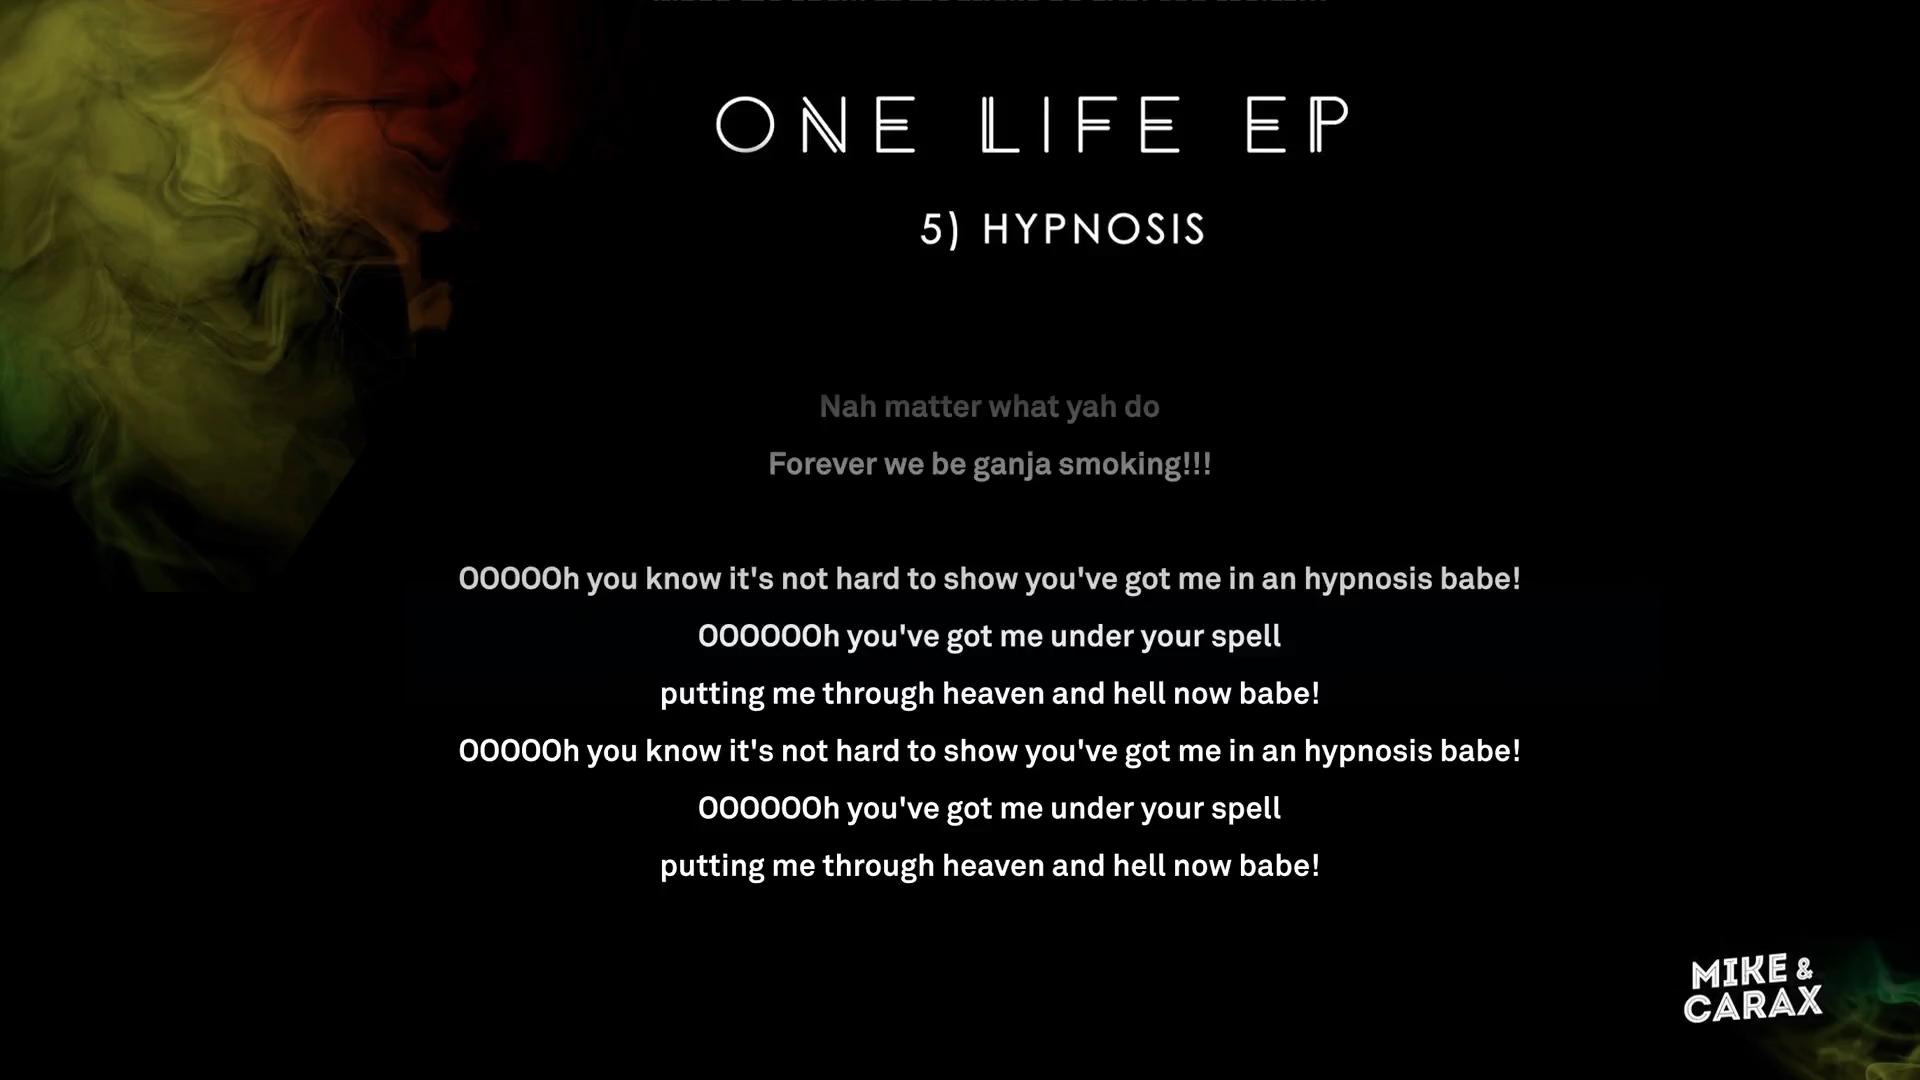 ONE LIFE EP
5) HYPNOSIS
Nah matter what yah do
Forever we be ganja smoking!!!
OOOOOh you know it's not hard to show you've got me in an hypnosis babe!
OOOOOOh you've got me under your spell
putting me through heaven and hell now babe!
OOOOOh you know it's not hard to show you've got me in an hypnosis babe!
OOOOOOh you've got me under your spell
putting me through heaven and hell now babe!
MIKE &
CARAX